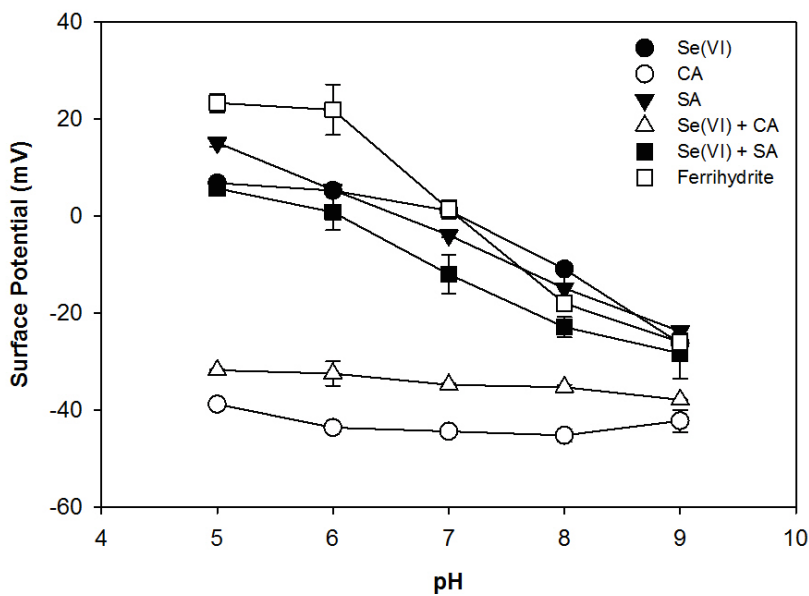 40
20
0
-20
-40
-60
Surface Potential (mV)
4 5 6 7 8 9 10
pH
Se(VI)
CA
SA
Se(VI) + CA
Se(VI) + SA
Ferrihydrite